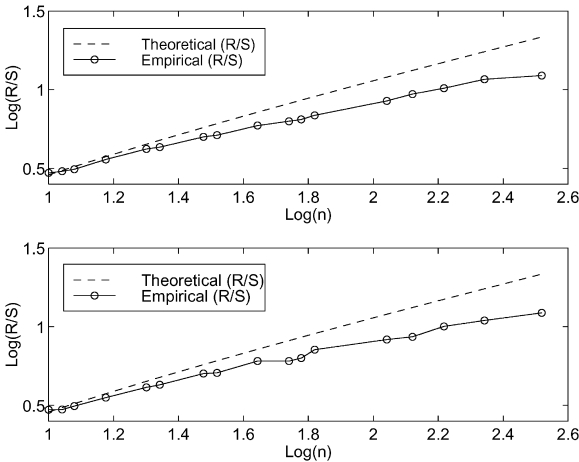 1.5
Theoretical (R/S)
Empirical (R/S)
1
0.5
Log(R/S)
1 1.2 1.4 1.6 1.8 2 2.2 2.4 2.6
Log(n)
1.5
Theoretical (R/S)
Empirical (R/S)
1
0.5
Log(R/S)
1 1.2 1.4 1.6 1.8 2 2.2 2.4 2.6
Log(n)